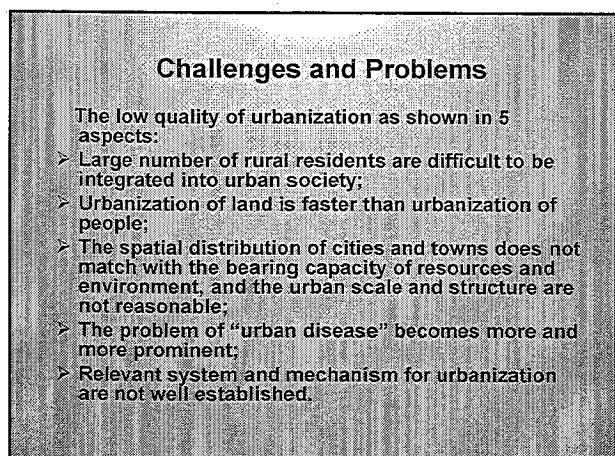 Challenges and Problems
The low quality of urbanization as shown in 5
aspects:
➢ Large number of rural residents are difficult to be
integrated into urban society;
➢ Urbanization of land is faster than urbanization of
people;
➢ The spatial distribution of cities and towns does not
match with the bearing capacity of resources and
environment, and the urban scale and structure are
not reasonable;
➢ The problem of “urban disease” becomes more and
more prominent;
➢ Relevant system and mechanism for urbanization
are not well established.